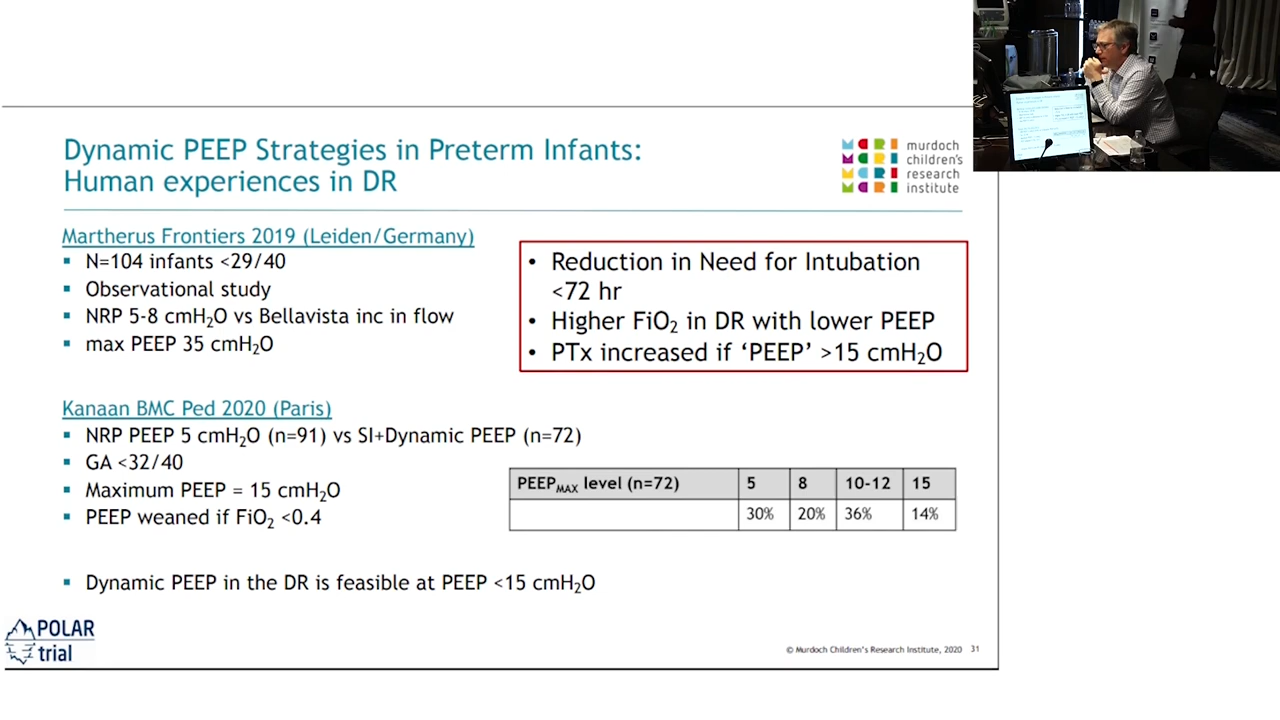 Dynamic PEEP Strategies in Preterm Infants:
Human experiences in DR
murdoch
children's
research
institute
Martherus Frontiers 2019 (Leiden/Germany)
▪ N=104 infants <29/40
▪ Observational study
▪ NRP 5-8 cmH₂O vs Bellavista inc in flow
▪ max PEEP 35 cmH₂O
• Reduction in Need for Intubation
<72 hr
• Higher FiO₂ in DR with lower PEEP
• PTx increased if ‘PEEP’ >15 cmH₂O
Kanaan BMC Ped 2020 (Paris)
▪ NRP PEEP 5 cmH₂O (n=91) vs SI+Dynamic PEEP (n=72)
▪ GA <32/40
▪ Maximum PEEP = 15 cmH₂O
▪ PEEP weaned if FiO₂ <0.4
PEEPMAX level (n=72) 5 8 10-12 15
30% 20% 36% 14%
▪ Dynamic PEEP in the DR is feasible at PEEP <15 cmH₂O
POLAR
trial
© Murdoch Children's Research Institute, 2020 31